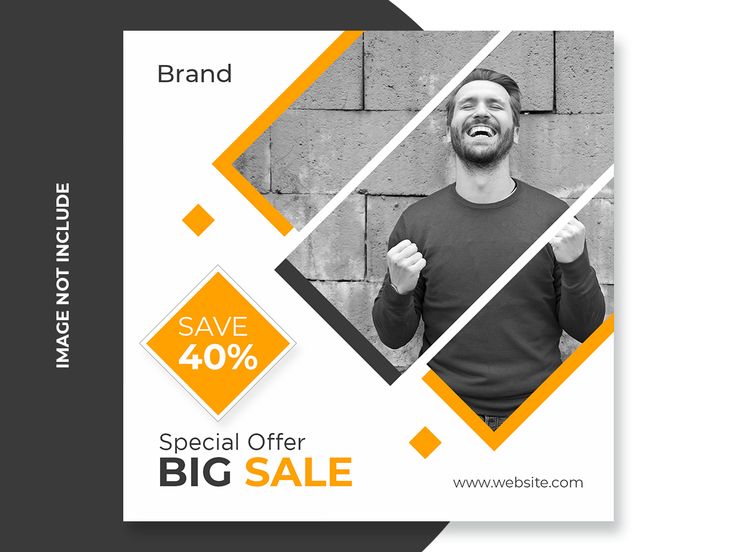 Brand
IMAGE NOT INCLUDE
SAVE
40%
Special Offer
BIG SALE
www.website.com